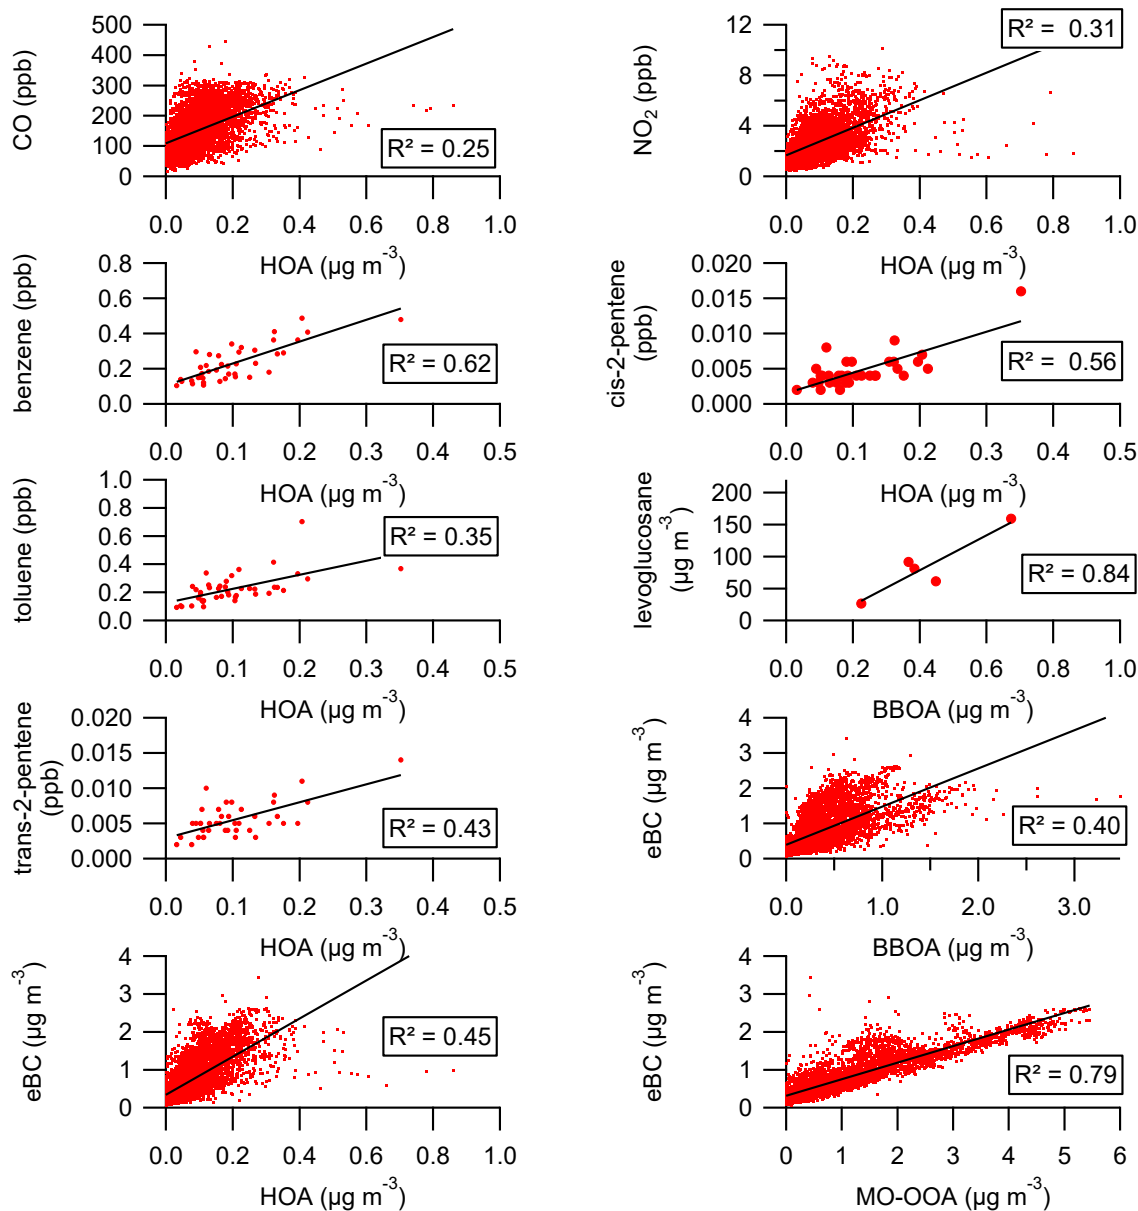 CO (ppb)
500
400
300
200
100
0
R² = 0.25
0.0 0.2 0.4 0.6 0.8 1.0
HOA (µg m⁻³)
NO₂ (ppb)
12
8
4
0
R² = 0.31
0.0 0.2 0.4 0.6 0.8 1.0
HOA (µg m⁻³)
benzene (ppb)
0.8
0.6
0.4
0.2
0.0
R² = 0.62
0.0 0.1 0.2 0.3 0.4 0.5
HOA (µg m⁻³)
cis-2-pentene
(ppb)
0.020
0.015
0.010
0.005
0.000
R² = 0.56
0.0 0.1 0.2 0.3 0.4 0.5
HOA (µg m⁻³)
toluene (ppb)
1.0
0.8
0.6
0.4
0.2
0.0
R² = 0.35
0.0 0.1 0.2 0.3 0.4 0.5
HOA (µg m⁻³)
levoglucosane
(µg m⁻³)
200
150
100
50
0
R² = 0.84
0.0 0.2 0.4 0.6 0.8 1.0
BBOA (µg m⁻³)
trans-2-pentene
(ppb)
0.020
0.015
0.010
0.005
0.000
R² = 0.43
0.0 0.1 0.2 0.3 0.4 0.5
HOA (µg m⁻³)
eBC (µg m⁻³)
4
3
2
1
0
R² = 0.40
0.0 1.0 2.0 3.0
BBOA (µg m⁻³)
eBC (µg m⁻³)
4
3
2
1
0
R² = 0.45
0.0 0.2 0.4 0.6 0.8 1.0
HOA (µg m⁻³)
eBC (µg m⁻³)
4
3
2
1
0
R² = 0.79
0 1 2 3 4 5 6
MO-OOA (µg m⁻³)